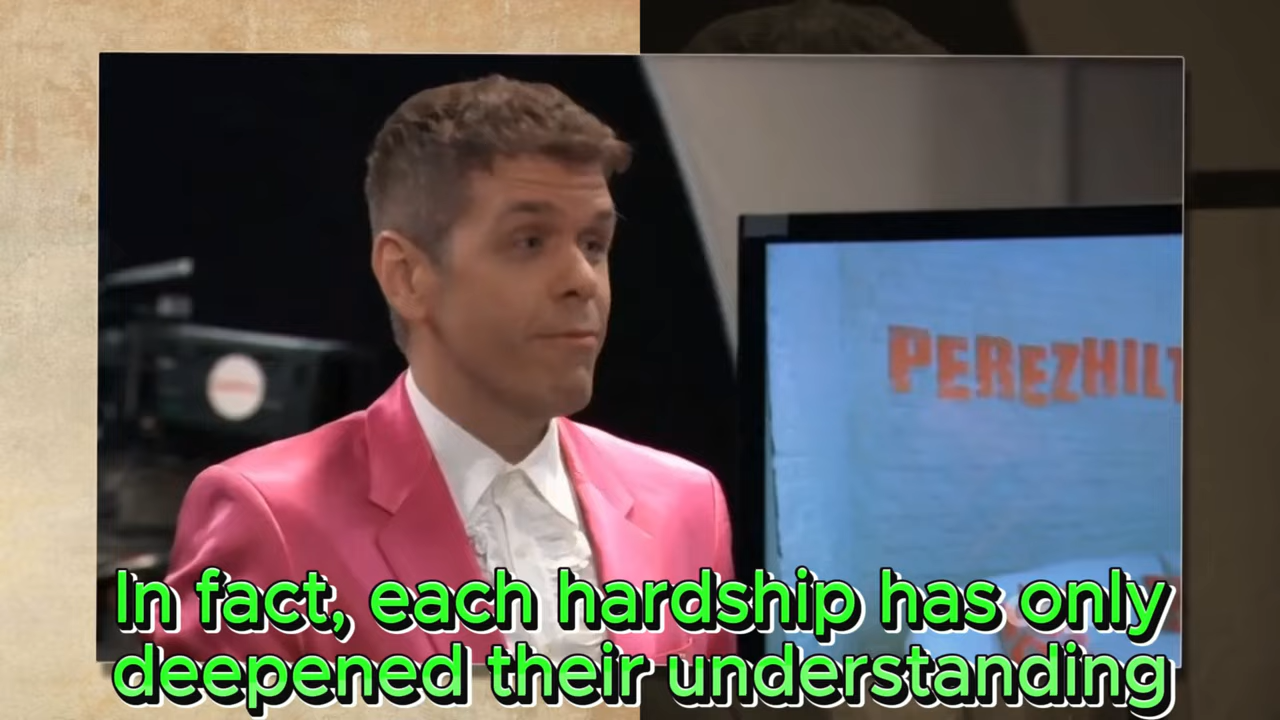 PEREZHILT
In fact, each hardship has only
deepened their understanding